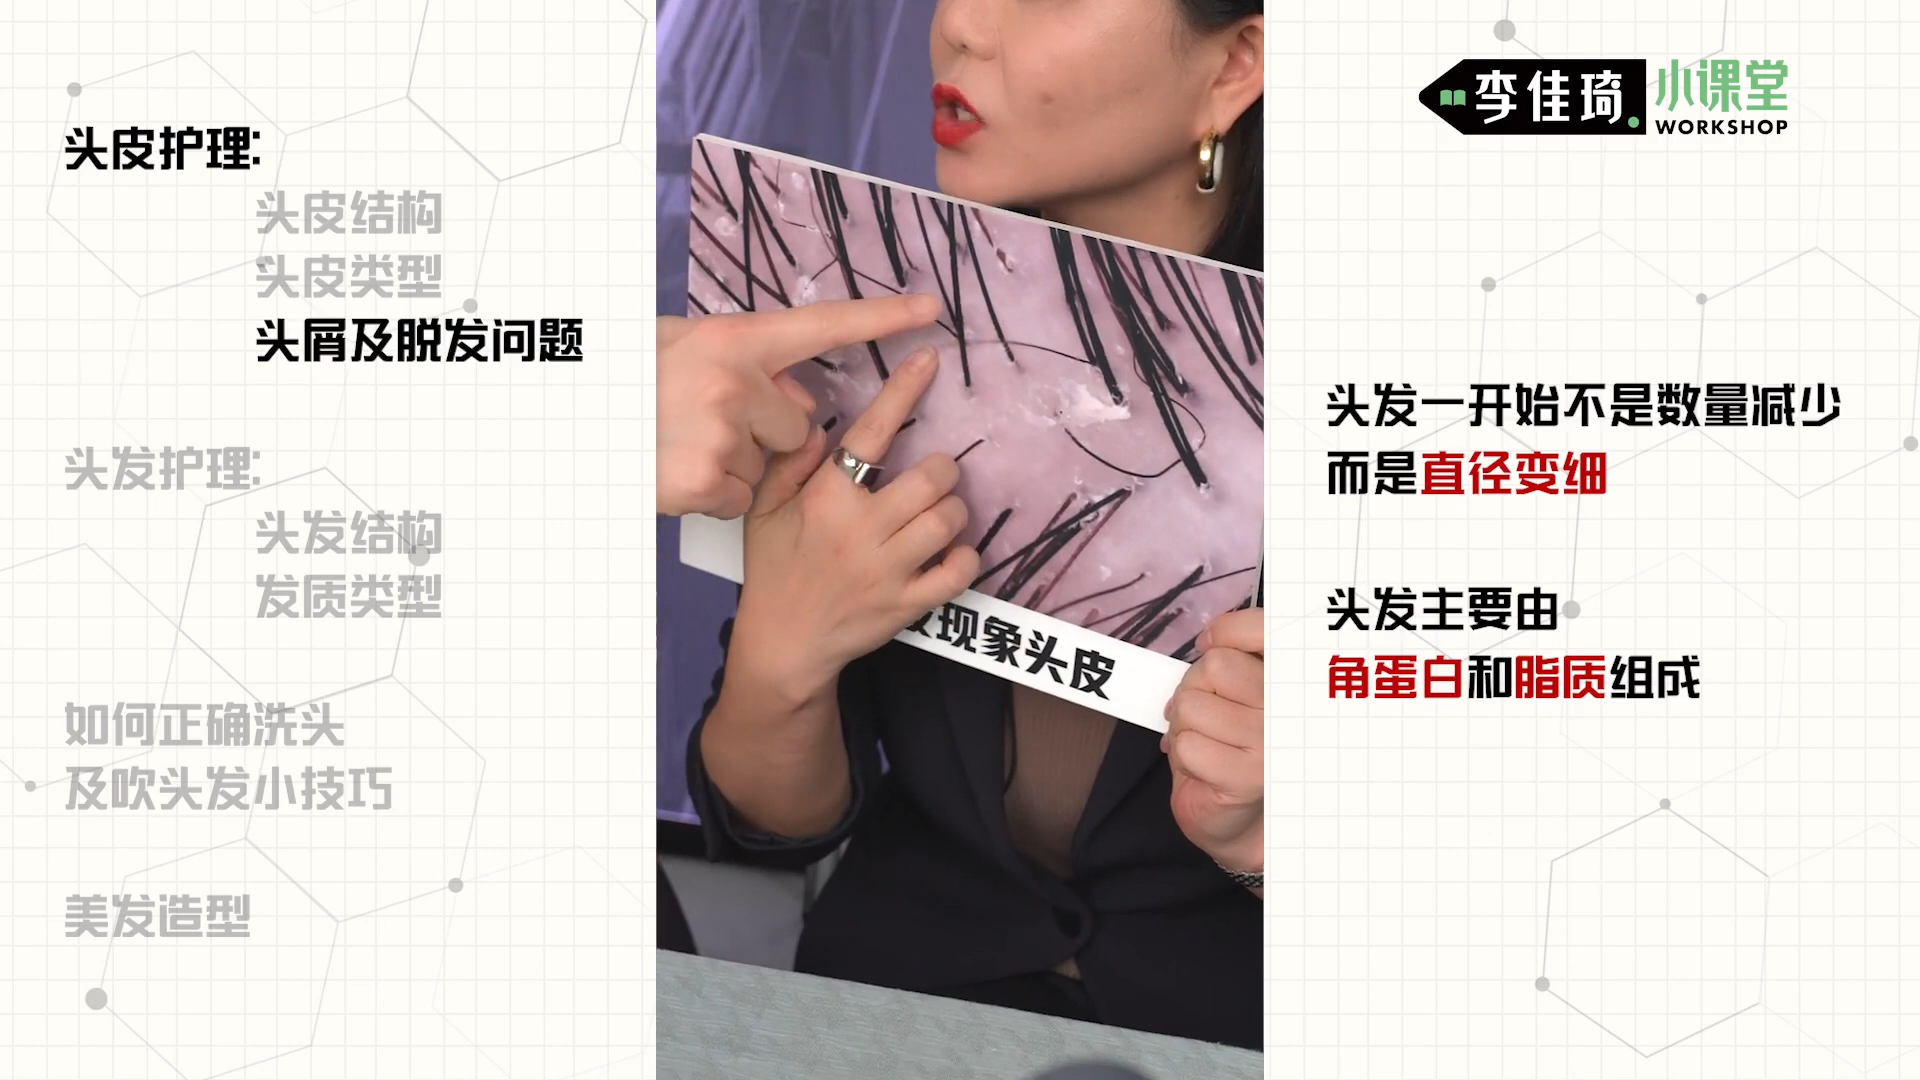 头皮护理:
头皮结构
头皮类型
头屑及脱发问题
头发护理:
头发结构
发质类型
如何正确洗头
及吹头发小技巧
美发造型
现象头皮
李佳琦小课堂
WORKSHOP
头发一开始不是数量减少
而是直径变细
头发主要由
角蛋白和脂质组成